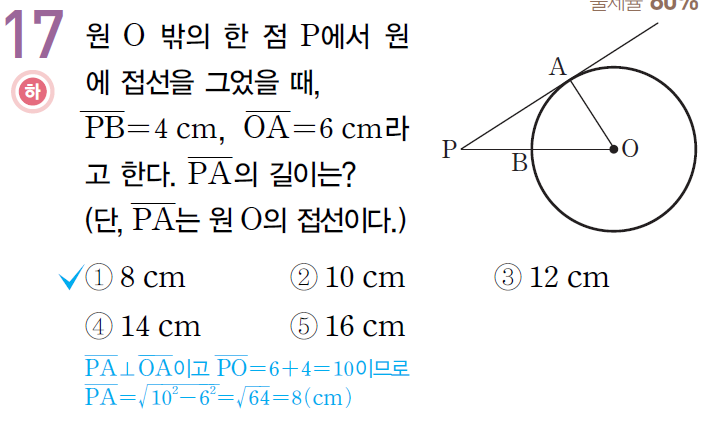 출제율 80%
17
하
원 O 밖의 한 점 P에서 원
에 접선을 그었을 때,
PB=4 cm, OA=6 cm라
고 한다. PA의 길이는?
(단, PA는 원 O의 접선이다.)
A
P
B
O
① 8 cm ② 10 cm ③ 12 cm
④ 14 cm ⑤ 16 cm
PA⊥OA이고 PO=6+4=10이므로
PA=√10²-6²=√64=8(cm)